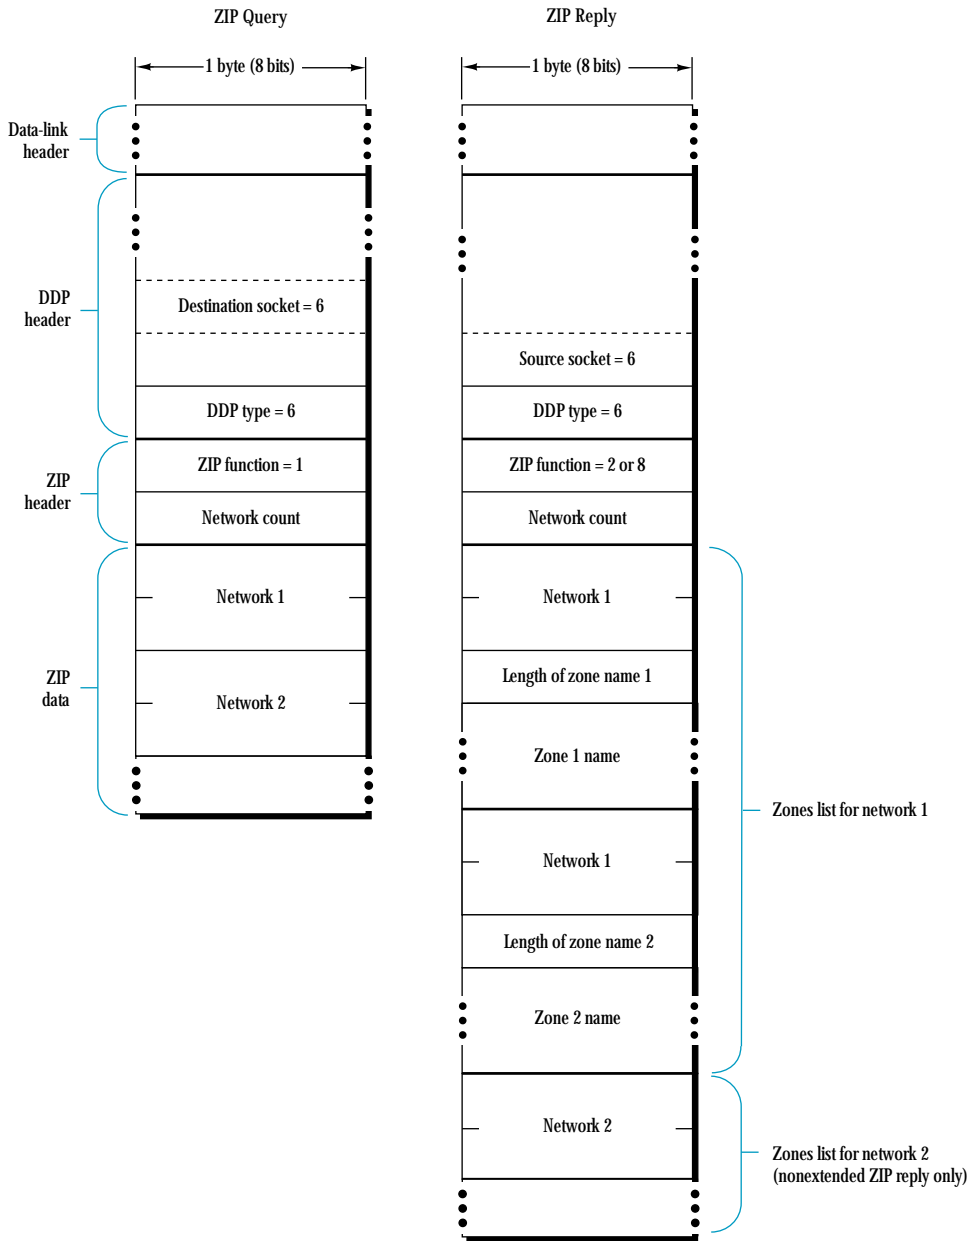 ZIP Query
1 byte (8 bits)
Data-link
header
DDP
header
Destination socket = 6
DDP type = 6
ZIP
header
ZIP function = 1
Network count
ZIP
data
Network 1
Network 2
ZIP Reply
1 byte (8 bits)
Source socket = 6
DDP type = 6
ZIP function = 2 or 8
Network count
Network 1
Length of zone name 1
Zone 1 name
Network 1
Length of zone name 2
Zone 2 name
Zones list for network 1
Network 2
Zones list for network 2
(nonextended ZIP reply only)